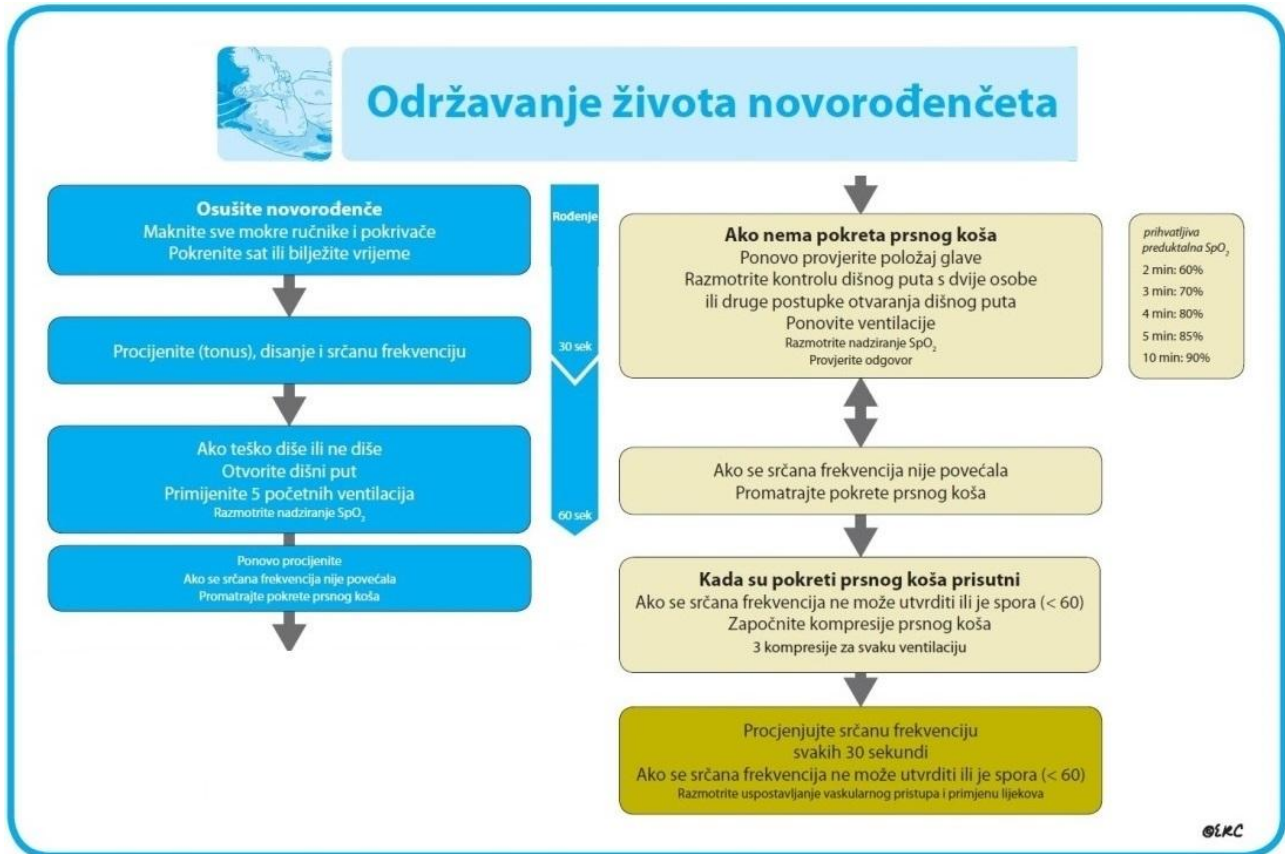 Održavanje života novorođenčeta
Osušite novorođenče
Maknite sve mokre ručnike i pokrivače
Pokrenite sat ili bilježite vrijeme
Procijenite (tonus), disanje i srčanu frekvenciju
Ako teško diše ili ne diše
Otvorite dišni put
Primijenite 5 početnih ventilacija
Razmotrite nadziranje SpO₂
Ponovo procijenite
Ako se srčana frekvencija nije povećala
Promatrajte pokrete prsnog koša
Rođenje
30 sek
60 sek
Ako nema pokreta prsnog koša
Ponovo provjerite položaj glave
Razmotrite kontrolu dišnog puta s dvije osobe
ili druge postupke otvaranja dišnog puta
Ponovite ventilacije
Razmotrite nadziranje SpO₂
Provjerite odgovor
Ako se srčana frekvencija nije povećala
Promatrajte pokrete prsnog koša
Kada su pokreti prsnog koša prisutni
Ako se srčana frekvencija ne može utvrditi ili je spora (< 60)
Započnite kompresije prsnog koša
3 kompresije za svaku ventilaciju
Procjenjujte srčanu frekvenciju
svakih 30 sekundi
Ako se srčana frekvencija ne može utvrditi ili je spora (< 60)
Razmotrite uspostavljanje vaskularnog pristupa i primjenu lijekova
prihvatljiva
preduktalna SpO₂
2 min: 60%
3 min: 70%
4 min: 80%
5 min: 85%
10 min: 90%
©ERC